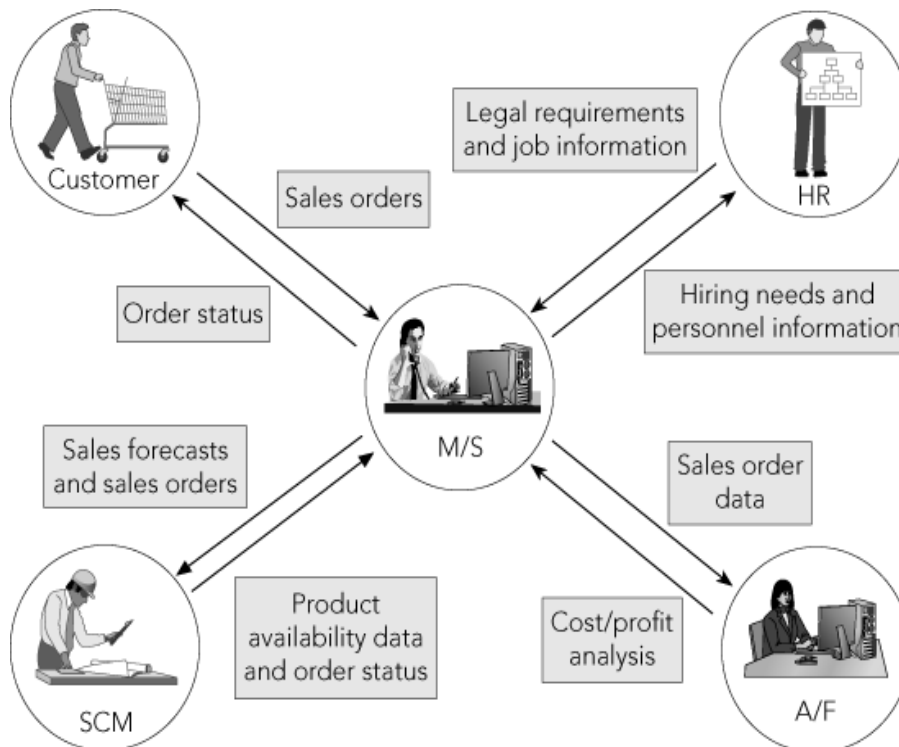 Customer
Sales orders
Order status
Legal requirements
and job information
HR
Hiring needs and
personnel information
M/S
Sales forecasts
and sales orders
SCM
Product
availability data
and order status
Sales order
data
Cost/profit
analysis
A/F